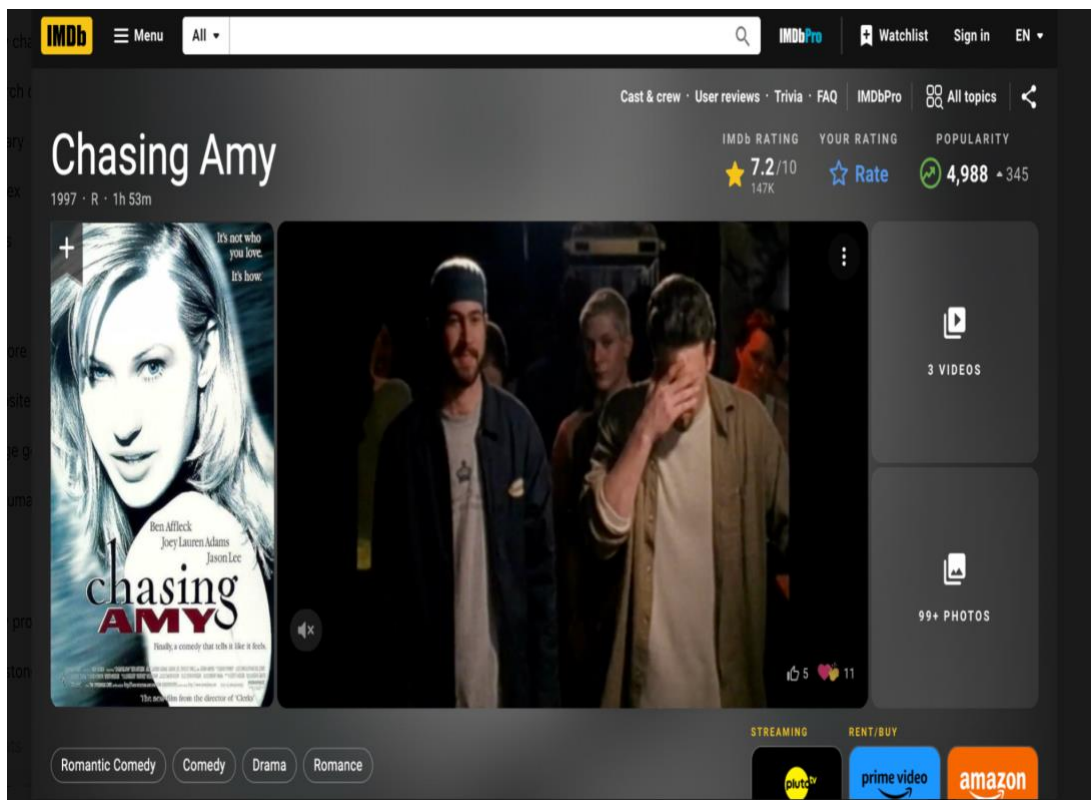 IMDb Menu All IMDbPro Watchlist Sign in EN
Cast & crew · User reviews · Trivia · FAQ IMDbPro All topics
Chasing Amy
1997 · R · 1h 53m
IMDb RATING YOUR RATING POPULARITY
7.2/10 Rate 4,988 345
147K
It's not who
you love.
It's how.
Ben Affleck
Joey Lauren Adams
Jason Lee
chasing
AMY
Finally, a comedy that tells it like it feels.
The new film from the director of 'Clerks'
5 11
3 VIDEOS
99+ PHOTOS
STREAMING RENT/BUY
Romantic Comedy Comedy Drama Romance
pluto tv prime video amazon